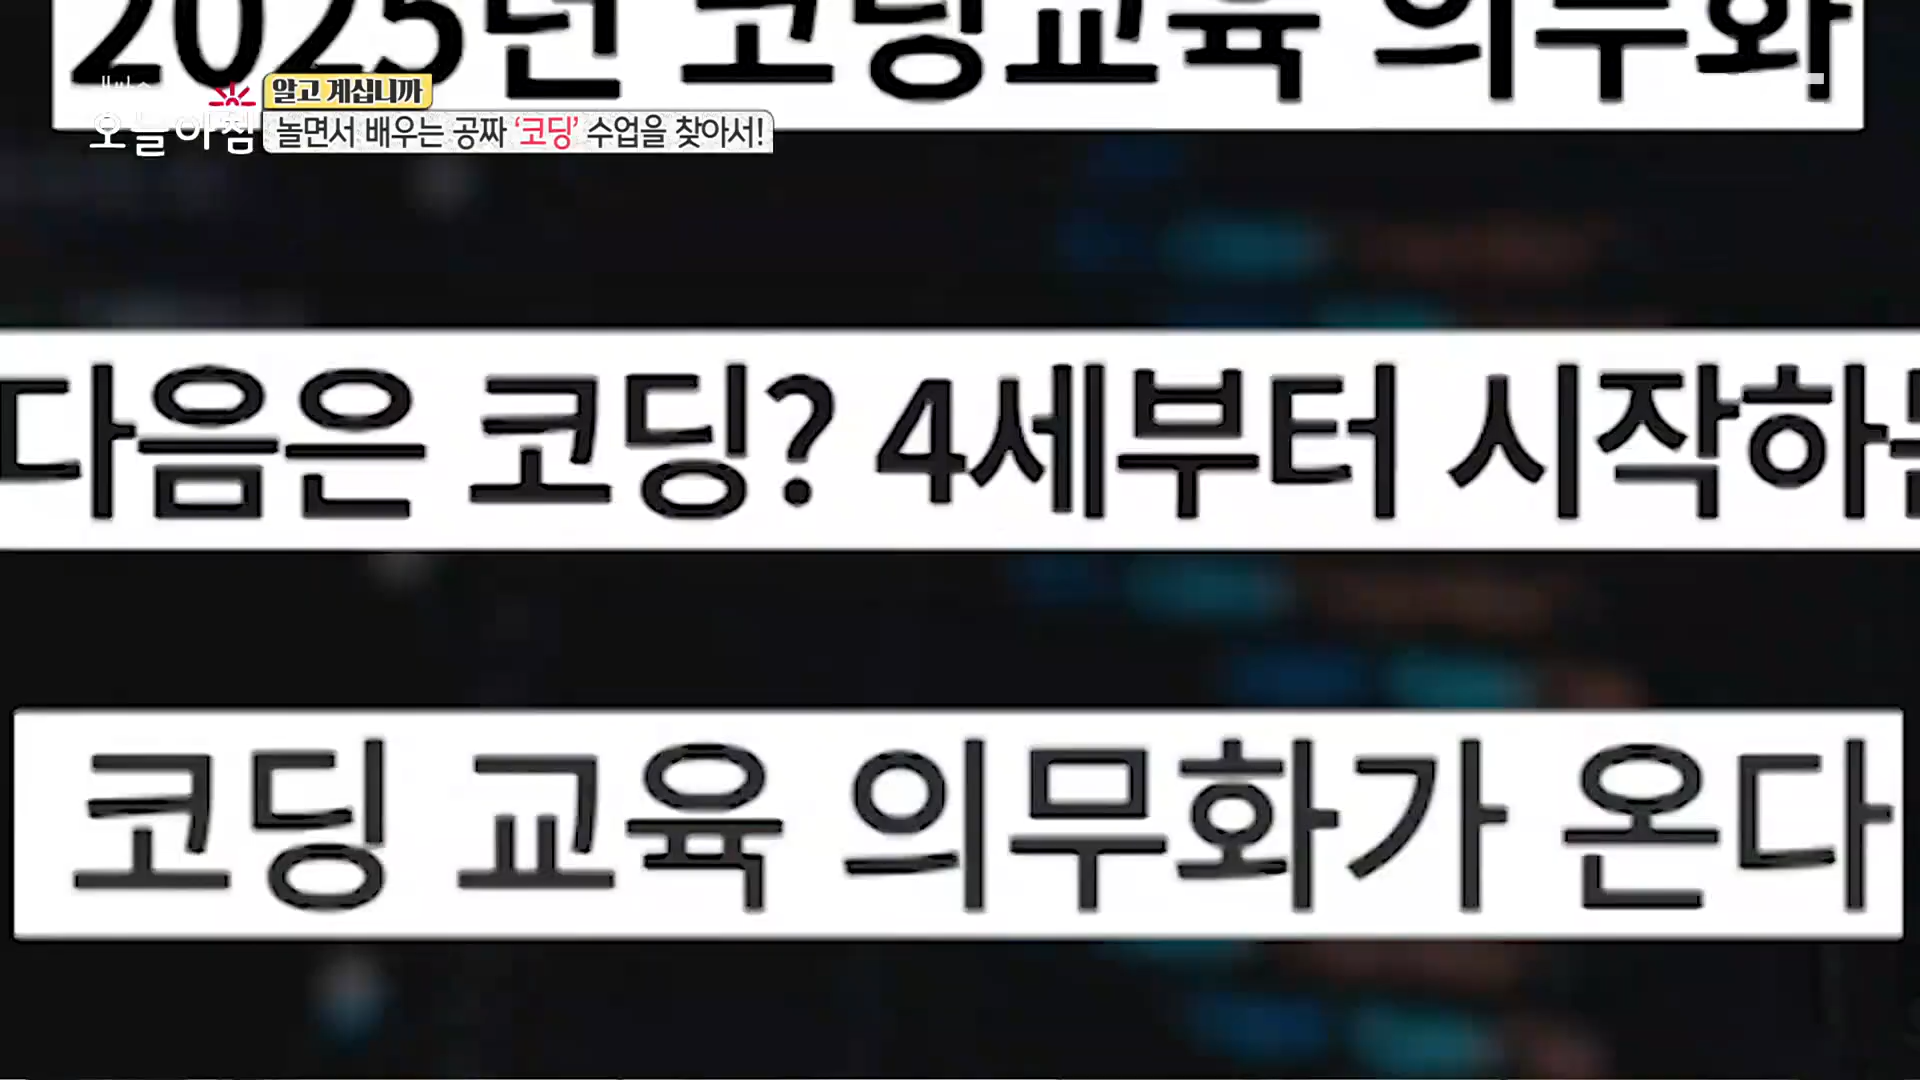 2025년 코딩교육 의무화
알고 계십니까
오늘아침
놀면서 배우는 공짜 '코딩' 수업을 찾아서!
다음은 코딩? 4세부터 시작하는
코딩 교육 의무화가 온다